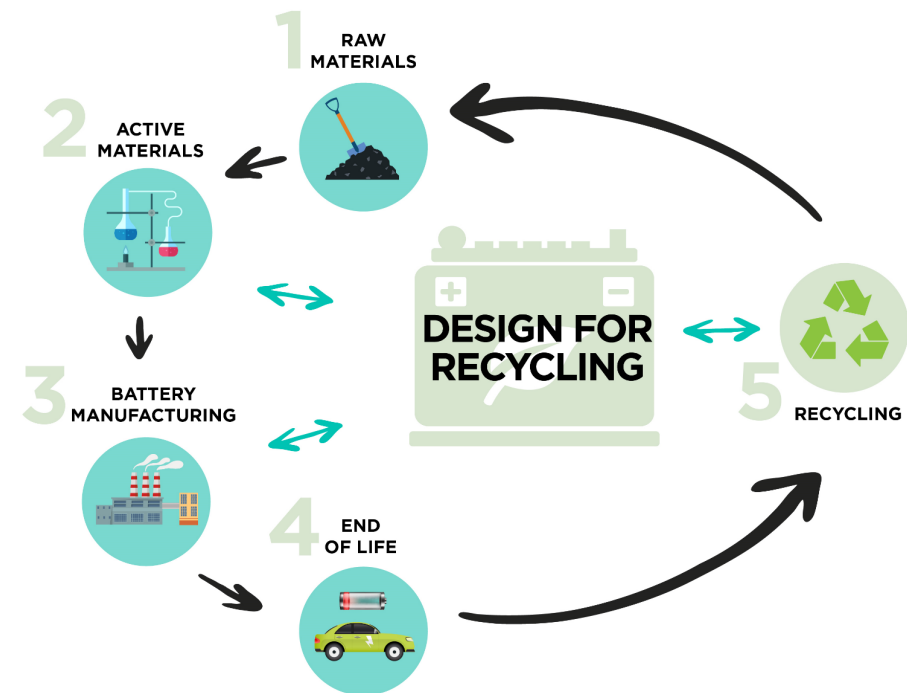 1
RAW
MATERIALS
2
ACTIVE
MATERIALS
DESIGN FOR
RECYCLING
3
BATTERY
MANUFACTURING
4
END
OF LIFE
5
RECYCLING